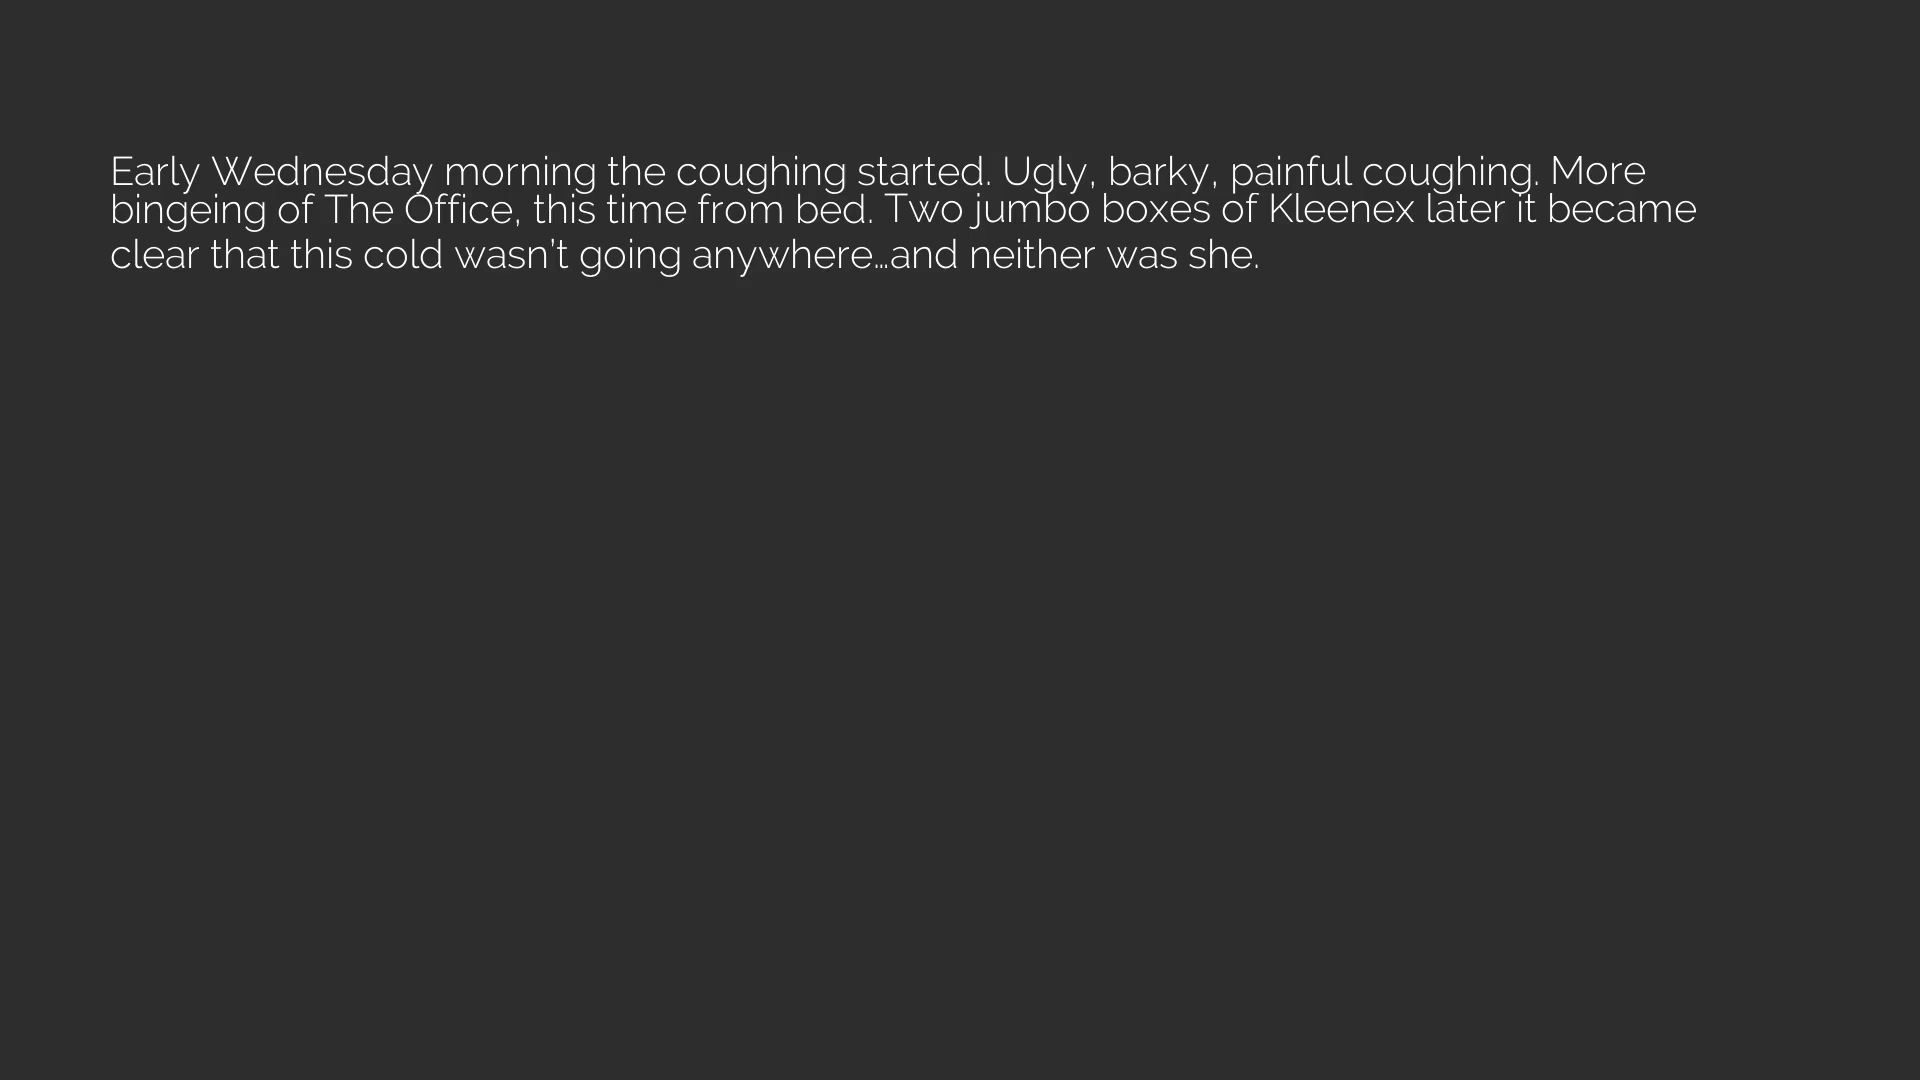 Early Wednesday morning the coughing started. Ugly, barky, painful coughing. More
bingeing of The Office, this time from bed. Two jumbo boxes of Kleenex later it became
clear that this cold wasn’t going anywhere…and neither was she.